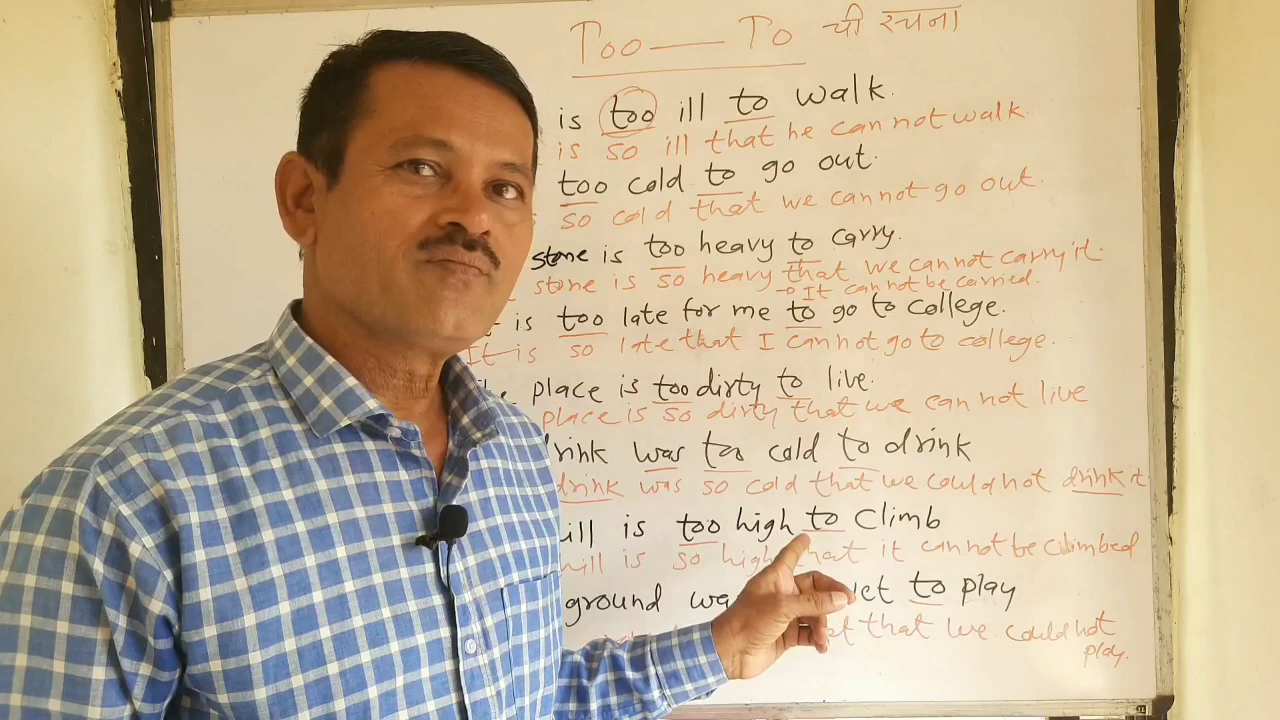 Too — To ची रचना
is too ill to walk.
is so ill that he can not walk.
too cold to go out.
so cold that we cannot go out.
stone is too heavy to carry.
stone is so heavy that we cannot carry it.
→ It cannot be carried.
is too late for me to go to college.
It is so late that I cannot go to college.
place is too dirty to live.
place is so dirty that we can not live
drink was too cold to drink
drink was so cold that we could not drink it
hill is too high to climb
hill is so high that it cannot be climbed
ground to play
that we could not
play.